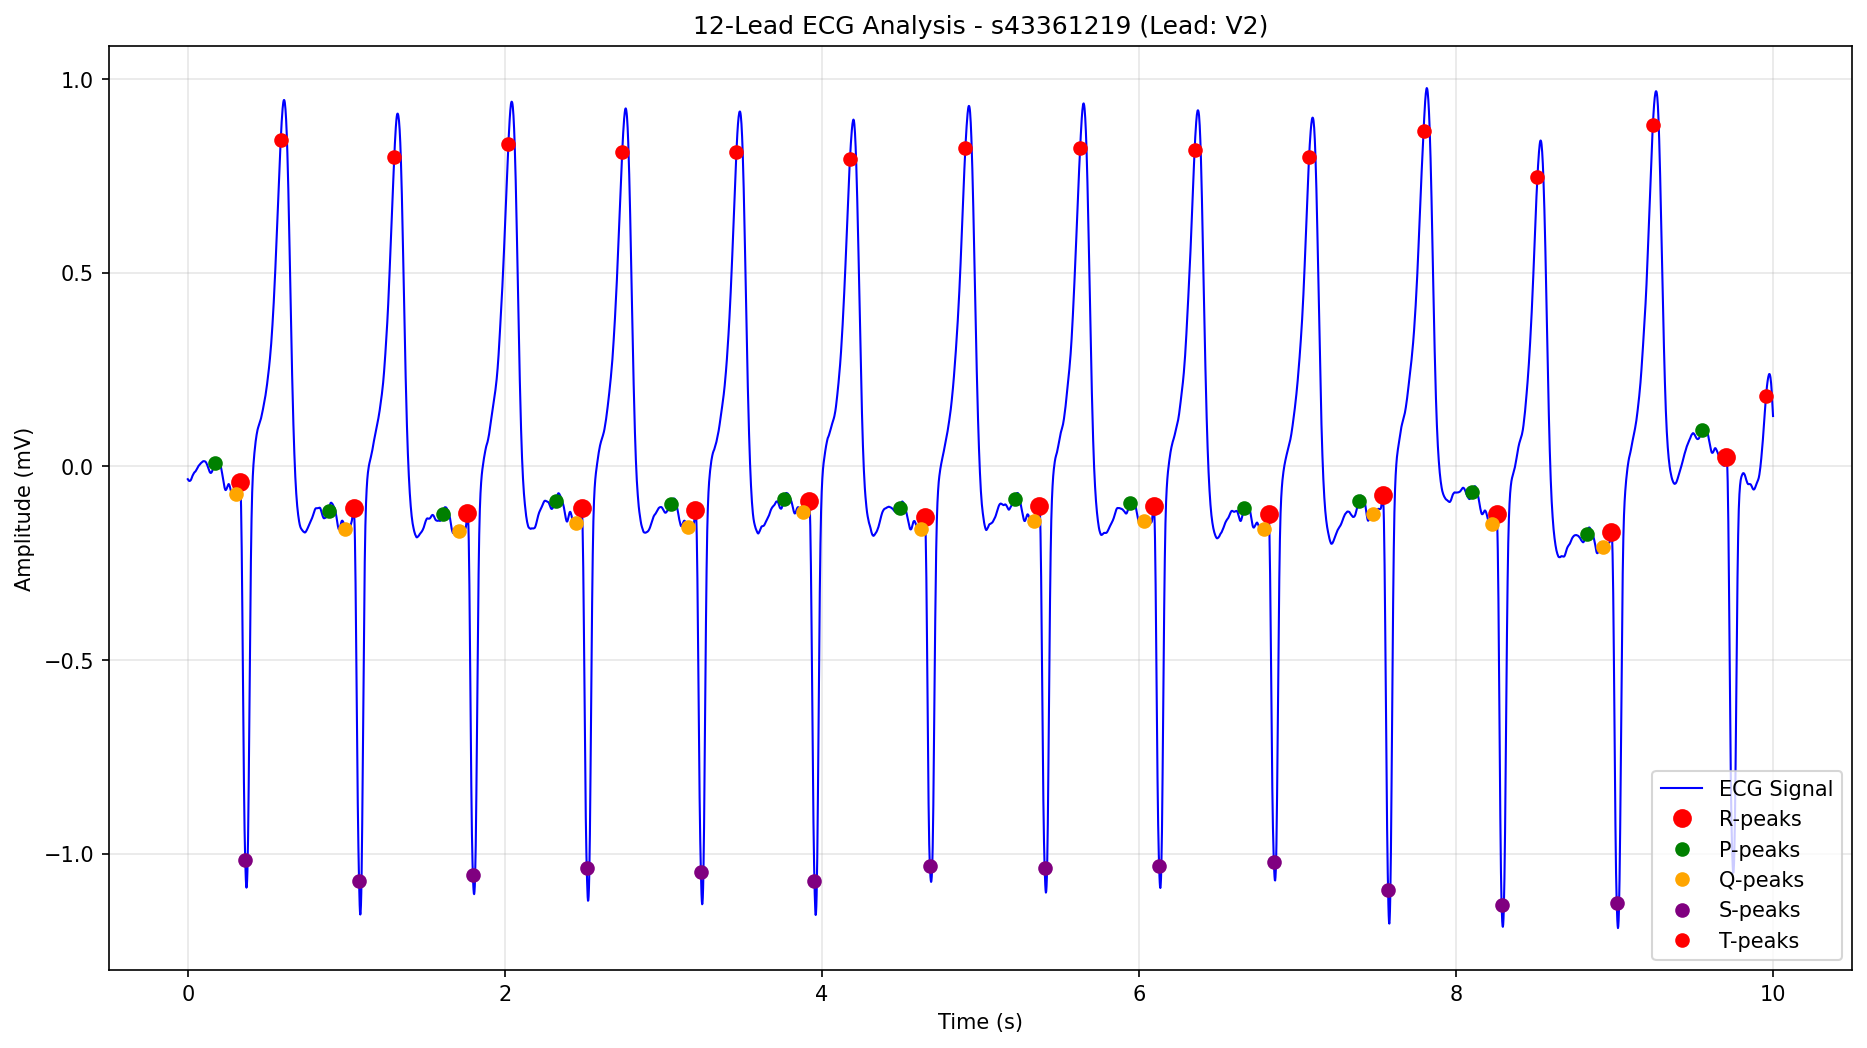 12-Lead ECG Analysis - s43361219 (Lead: V2)
Amplitude (mV)
1.0
0.5
0.0
−0.5
−1.0
ECG Signal
R-peaks
P-peaks
Q-peaks
S-peaks
T-peaks
0 2 4 6 8 10
Time (s)